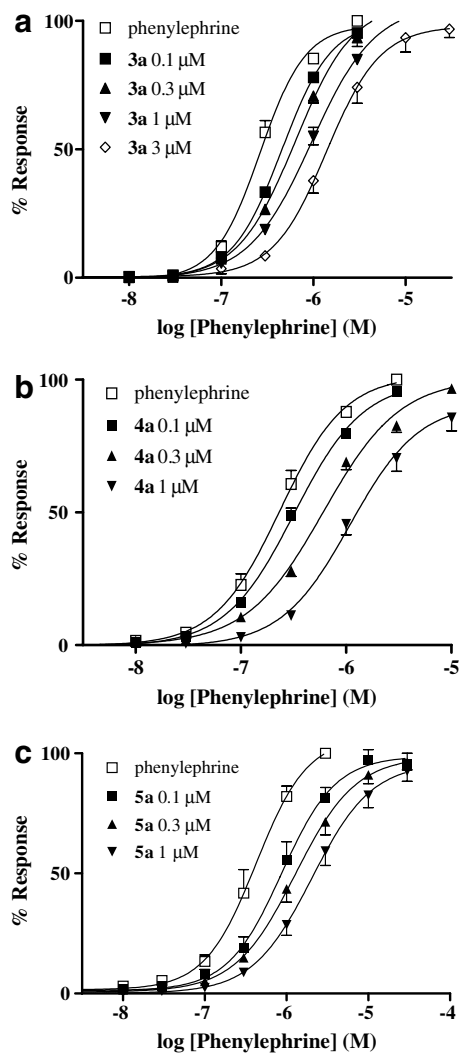 a
100
50
0
% Response
phenylephrine
3a 0.1 µM
3a 0.3 µM
3a 1 µM
3a 3 µM
-8 -7 -6 -5
log [Phenylephrine] (M)
b
100
50
0
% Response
phenylephrine
4a 0.1 µM
4a 0.3 µM
4a 1 µM
-8 -7 -6 -5
log [Phenylephrine] (M)
c
100
50
0
% Response
phenylephrine
5a 0.1 µM
5a 0.3 µM
5a 1 µM
-8 -7 -6 -5 -4
log [Phenylephrine] (M)